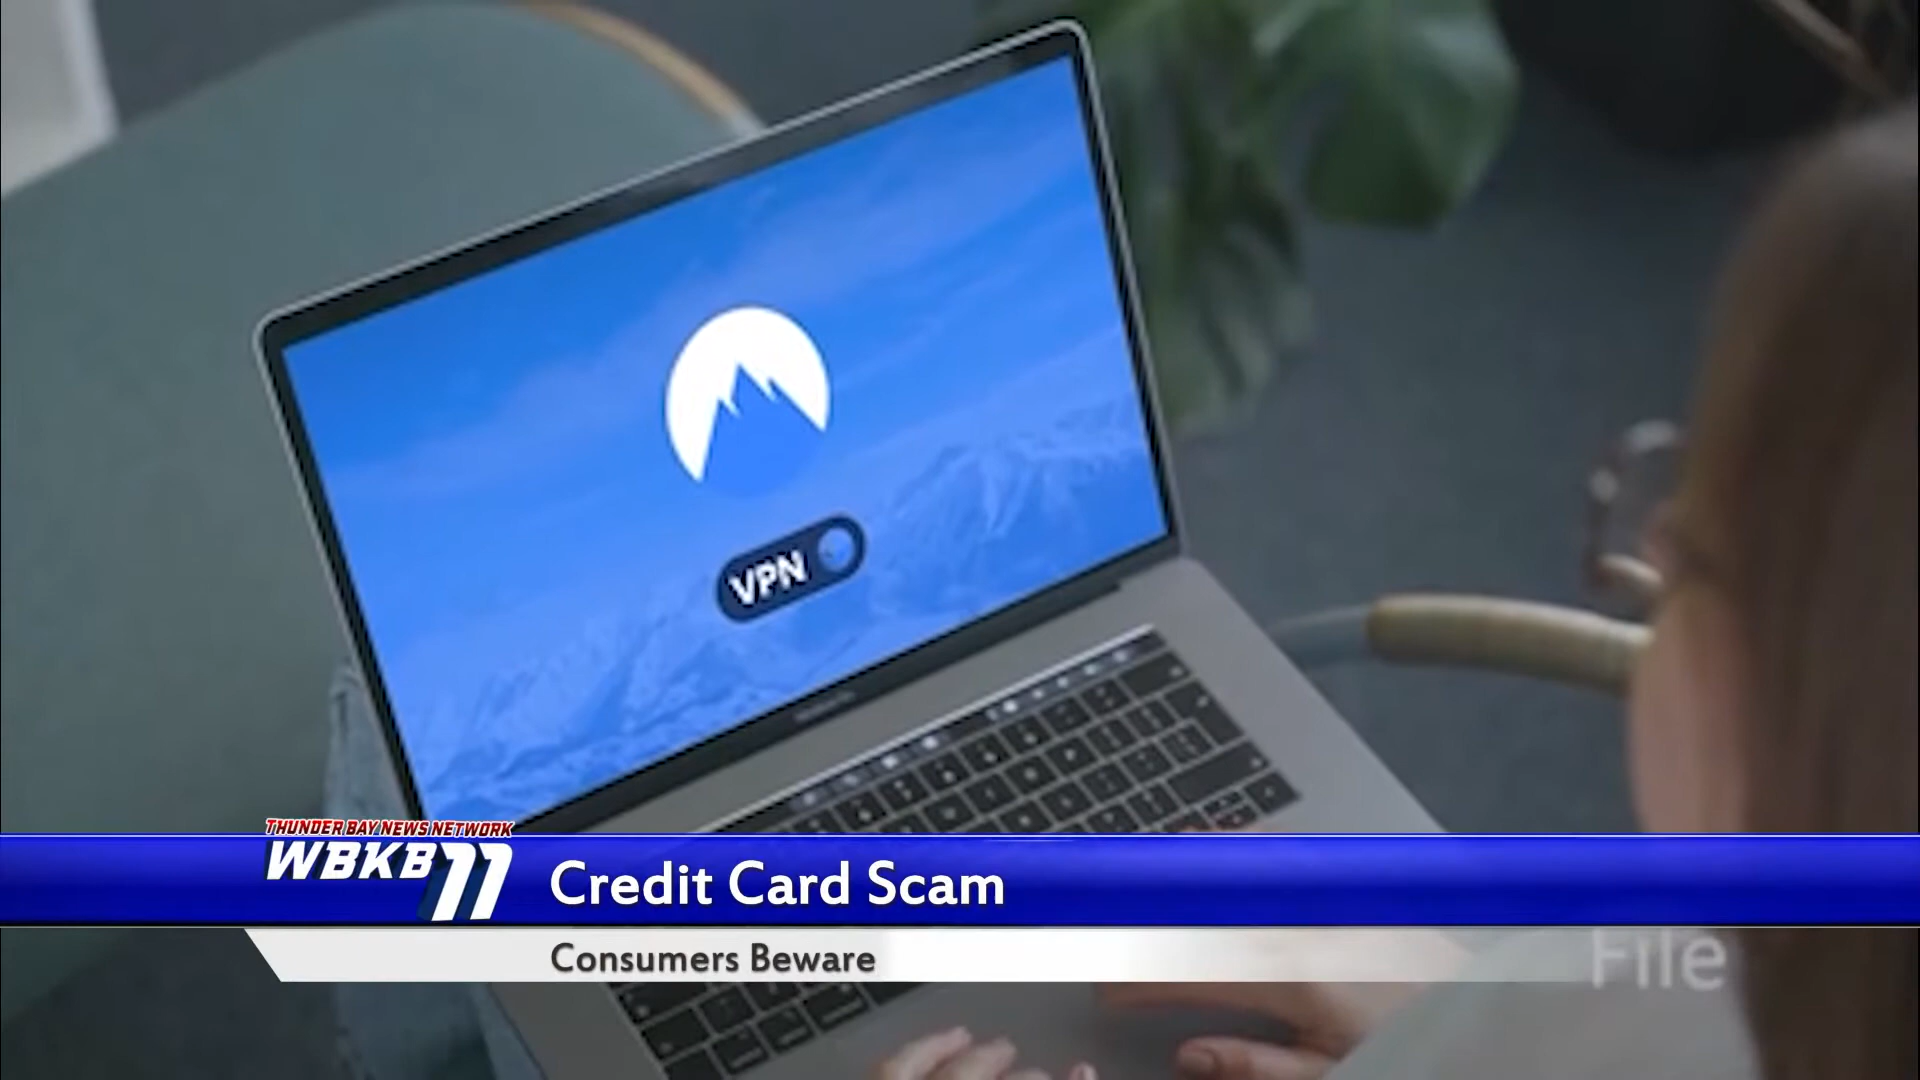 VPN
THUNDER BAY NEWS NETWORK
WBKB 11
Credit Card Scam
Consumers Beware
File